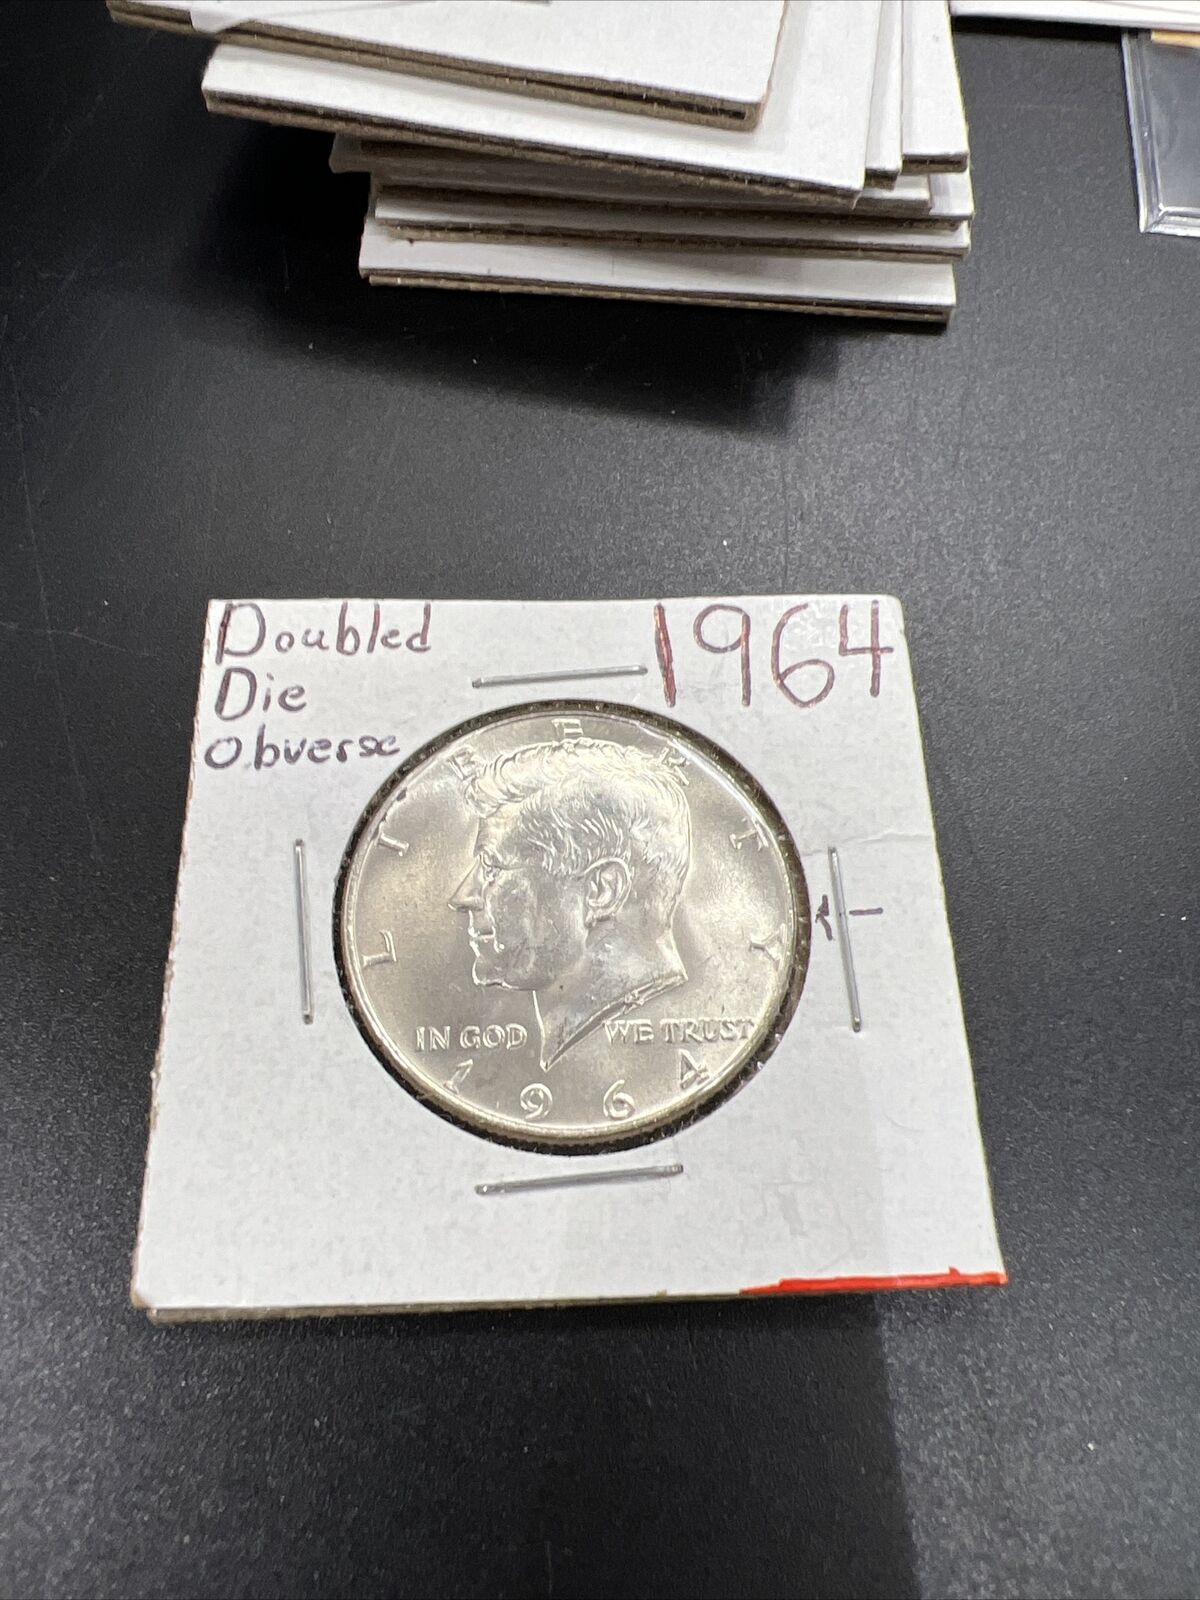 Doubled
Die
Obverse
1964
LIBERTY
IN GOD WE TRUST
1964